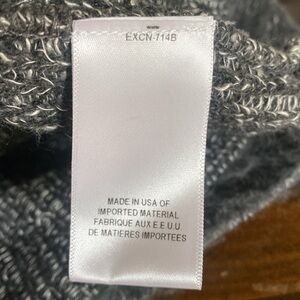 EXCN-714B
MADE IN USA OF
IMPORTED MATERIAL
FABRIQUE AUX E.E.U.U
DE MATIERES IMPORTEES